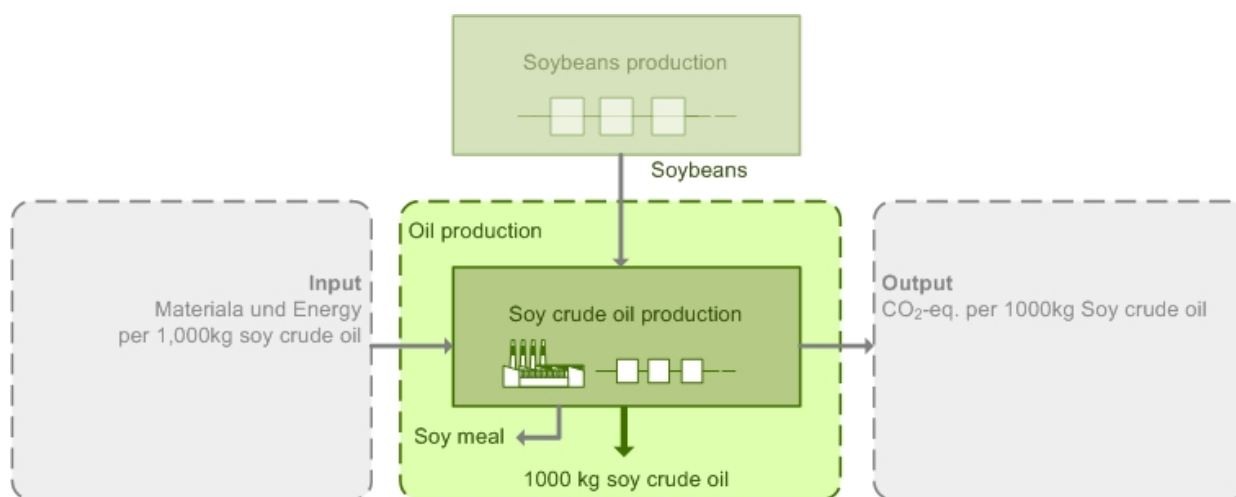 Soybeans production
Soybeans
Oil production
Input
Materiala und Energy
per 1,000kg soy crude oil
Soy crude oil production
Output
CO₂-eq. per 1000kg Soy crude oil
Soy meal
1000 kg soy crude oil